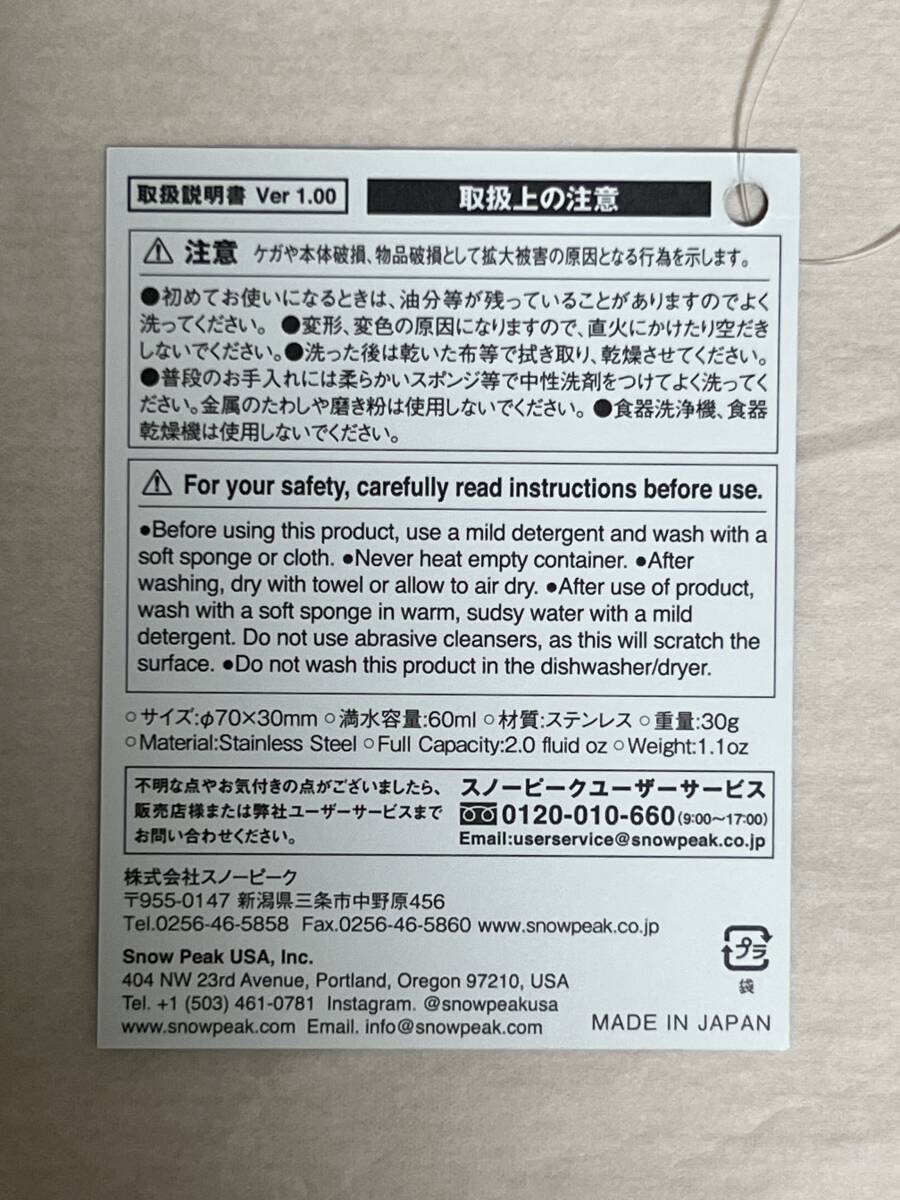 取扱説明書 Ver 1.00
取扱上の注意
⚠ 注意 ケガや本体破損、物品破損として拡大被害の原因となる行為を示します。
●初めてお使いになるときは、油分等が残っていることがありますのでよく
洗ってください。 ●変形、変色の原因になりますので、直火にかけたり空だき
しないでください。●洗った後は乾いた布等で拭き取り、乾燥させてください。
●普段のお手入れには柔らかいスポンジ等で中性洗剤をつけてよく洗ってく
ださい。金属のたわしや磨き粉は使用しないでください。 ●食器洗浄機、食器
乾燥機は使用しないでください。
⚠ For your safety, carefully read instructions before use.
●Before using this product, use a mild detergent and wash with a
soft sponge or cloth. ●Never heat empty container. ●After
washing, dry with towel or allow to air dry. ●After use of product,
wash with a soft sponge in warm, sudsy water with a mild
detergent. Do not use abrasive cleansers, as this will scratch the
surface. ●Do not wash this product in the dishwasher/dryer.
○サイズ:φ70×30mm ○満水容量:60ml ○材質:ステンレス ○重量:30g
○Material:Stainless Steel ○Full Capacity:2.0 fluid oz ○Weight:1.1oz
不明な点やお気付きの点がございましたら、
販売店様または弊社ユーザーサービスまで
お問い合わせください。
スノーピークユーザーサービス
0120-010-660(9:00〜17:00)
Email:userservice@snowpeak.co.jp
株式会社スノーピーク
〒955-0147 新潟県三条市中野原456
Tel.0256-46-5858 Fax.0256-46-5860 www.snowpeak.co.jp
Snow Peak USA, Inc.
404 NW 23rd Avenue, Portland, Oregon 97210, USA
Tel. +1 (503) 461-0781 Instagram. @snowpeakusa
www.snowpeak.com Email. info@snowpeak.com
プラ
袋
MADE IN JAPAN